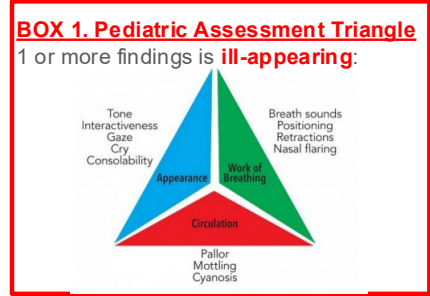 BOX 1. Pediatric Assessment Triangle
1 or more findings is ill-appearing:
Tone
Interactiveness
Gaze
Cry
Consolability
Appearance
Breath sounds
Positioning
Retractions
Nasal flaring
Work of
Breathing
Circulation
Pallor
Mottling
Cyanosis